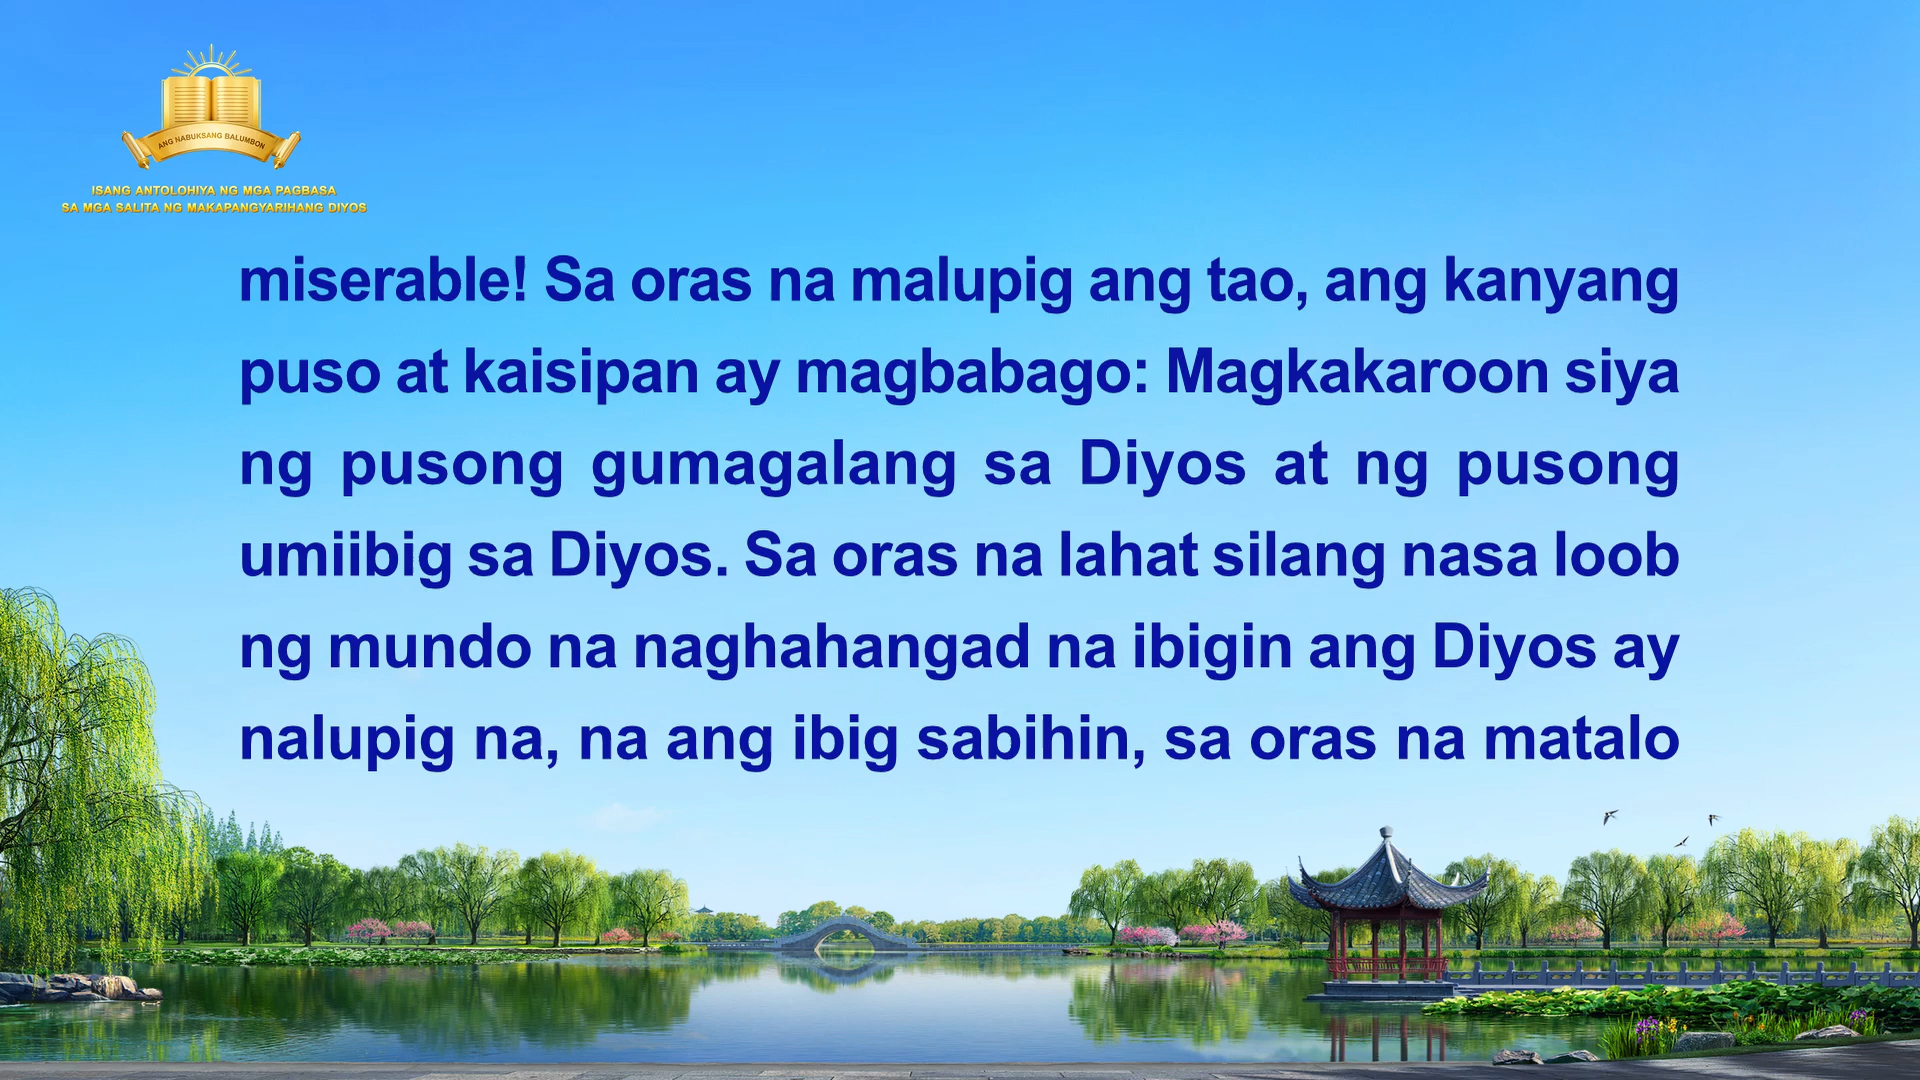 ANG NABUKSANG BALUMBON
ISANG ANTOLOHIYA NG MGA PAGBASA
SA MGA SALITA NG MAKAPANGYARIHANG DIYOS
miserable! Sa oras na malupig ang tao, ang kanyang
puso at kaisipan ay magbabago: Magkakaroon siya
ng pusong gumagalang sa Diyos at ng pusong
umiibig sa Diyos. Sa oras na lahat silang nasa loob
ng mundo na naghahangad na ibigin ang Diyos ay
nalupig na, na ang ibig sabihin, sa oras na matalo